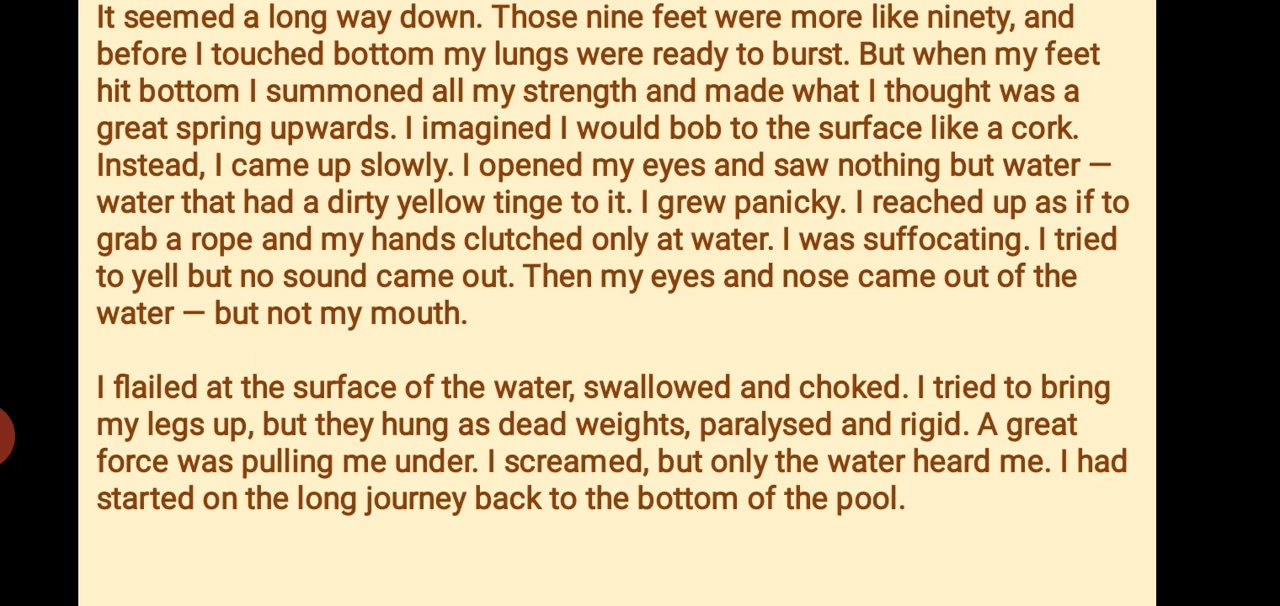 It seemed a long way down. Those nine feet were more like ninety, and
before I touched bottom my lungs were ready to burst. But when my feet
hit bottom I summoned all my strength and made what I thought was a
great spring upwards. I imagined I would bob to the surface like a cork.
Instead, I came up slowly. I opened my eyes and saw nothing but water —
water that had a dirty yellow tinge to it. I grew panicky. I reached up as if to
grab a rope and my hands clutched only at water. I was suffocating. I tried
to yell but no sound came out. Then my eyes and nose came out of the
water — but not my mouth.
I flailed at the surface of the water, swallowed and choked. I tried to bring
my legs up, but they hung as dead weights, paralysed and rigid. A great
force was pulling me under. I screamed, but only the water heard me. I had
started on the long journey back to the bottom of the pool.